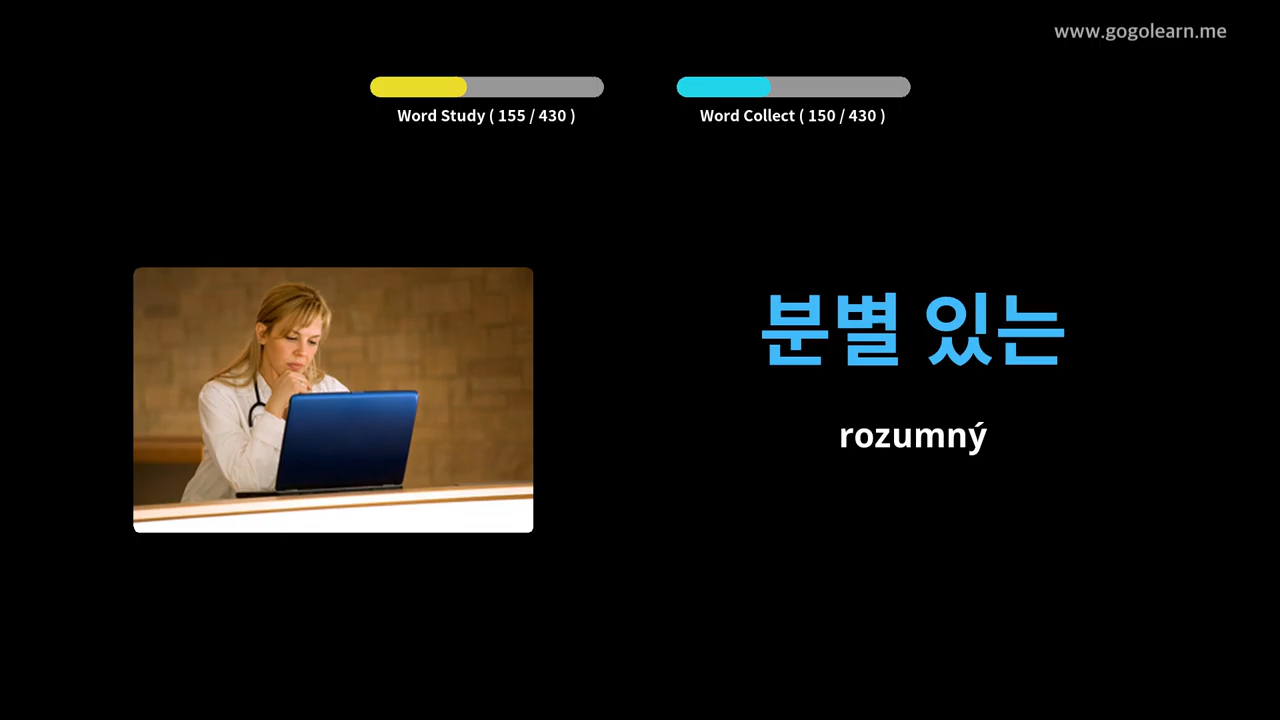 www.gogolearn.me
Word Study ( 155 / 430 )
Word Collect ( 150 / 430 )
분별 있는
rozumný